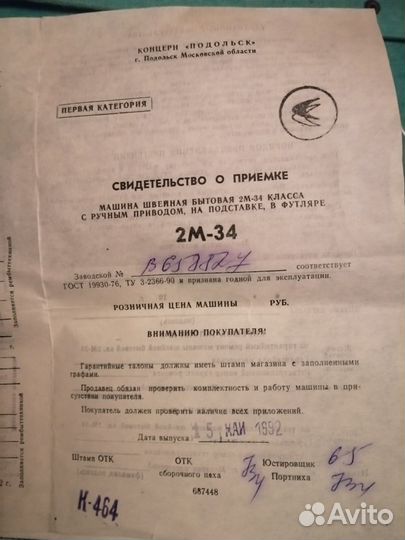 КОНЦЕРН «ПОДОЛЬСК»
г. Подольск Московской области
ПЕРВАЯ КАТЕГОРИЯ
СВИДЕТЕЛЬСТВО О ПРИЕМКЕ
МАШИНА ШВЕЙНАЯ БЫТОВАЯ 2М-34 КЛАССА
С РУЧНЫМ ПРИВОДОМ, НА ПОДСТАВКЕ, В ФУТЛЯРЕ
2М-34
Заводской № соответствует
ГОСТ 19930-76, ТУ 3-2366-90 и признана годной для эксплуатации.
РОЗНИЧНАЯ ЦЕНА МАШИНЫ РУБ.
ВНИМАНИЮ ПОКУПАТЕЛЯ!
Гарантийные талоны должны иметь штамп магазина с заполненными
графами.
Продавец обязан проверить комплектность и работу машины в при-
сутствии покупателя.
Покупатель должен проверить наличие всех приложений.
Дата выпуска 15 МАЙ 1992
Штамп ОТК ОТК Юстировщик 65
сборочного цеха Портниха
687448
Н-464
Avito